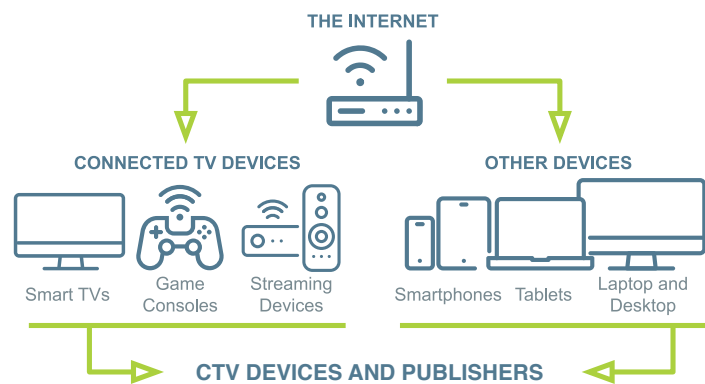 THE INTERNET
CONNECTED TV DEVICES
OTHER DEVICES
Smart TVs
Game
Consoles
Streaming
Devices
Smartphones
Tablets
Laptop and
Desktop
CTV DEVICES AND PUBLISHERS